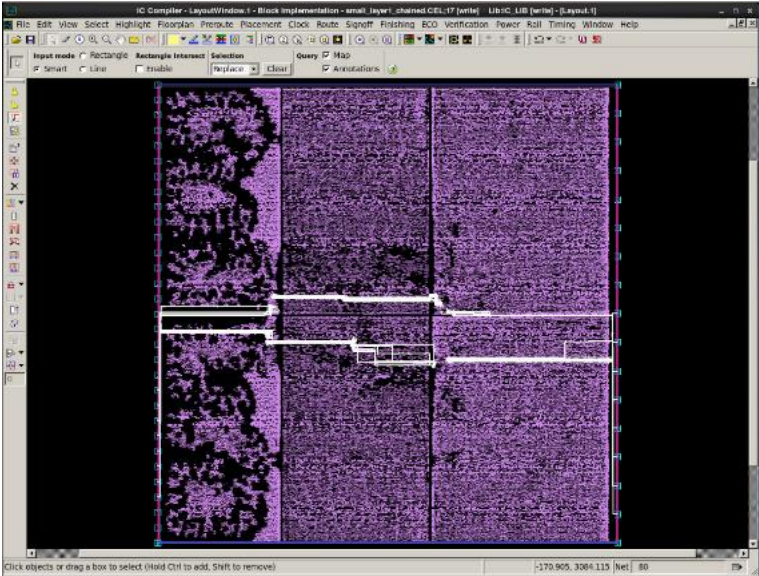 IC Compiler - LayoutWindow.1 - Block Implementation - small_layer1_chained.CEL;17 [write]   Lib:IC_LIB [write] - [Layout.1]
File Edit View Select Highlight Floorplan Preroute Placement Clock Route Signoff Finishing ECO Verification Power Rail Timing Window Help
Input mode Rectangle Rectangle Intersect Selection Query Map
Smart Line Enable Replace Clear Annotations
0
Click objects or drag a box to select (Hold Ctrl to add, Shift to remove) -170.905, 3084.115 Net 80